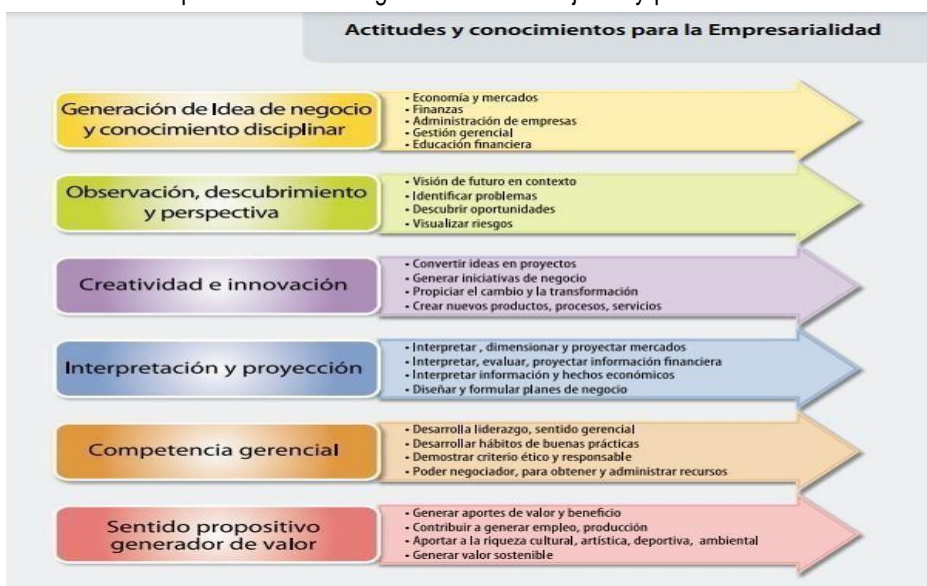 Actitudes y conocimientos para la Empresarialidad
Generación de Idea de negocio
y conocimiento disciplinar
• Economía y mercados
• Finanzas
• Administración de empresas
• Gestión gerencial
• Educación financiera
Observación, descubrimiento
y perspectiva
• Visión de futuro en contexto
• Identificar problemas
• Descubrir oportunidades
• Visualizar riesgos
Creatividad e innovación
• Convertir ideas en proyectos
• Generar iniciativas de negocio
• Propiciar el cambio y la transformación
• Crear nuevos productos, procesos, servicios
Interpretación y proyección
• Interpretar , dimensionar y proyectar mercados
• Interpretar, evaluar, proyectar información financiera
• Interpretar información y hechos económicos
• Diseñar y formular planes de negocio
Competencia gerencial
• Desarrolla liderazgo, sentido gerencial
• Desarrollar hábitos de buenas prácticas
• Demostrar criterio ético y responsable
• Poder negociador, para obtener y administrar recursos
Sentido propositivo
generador de valor
• Generar aportes de valor y beneficio
• Contribuir a generar empleo, producción
• Aportar a la riqueza cultural, artística, deportiva, ambiental
• Generar valor sostenible